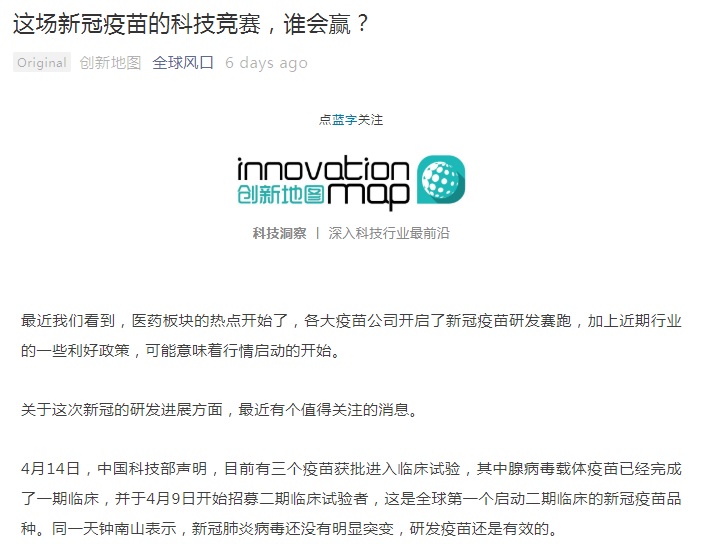 这场新冠疫苗的科技竞赛，谁会赢？
Original 创新地图 全球风口 6 days ago
点蓝字关注
innovation
创新地图map
科技洞察 | 深入科技行业最前沿
最近我们看到，医药板块的热点开始了，各大疫苗公司开启了新冠疫苗研发赛跑，加上近期行业
的一些利好政策，可能意味着行情启动的开始。
关于这次新冠的研发进展方面，最近有个值得关注的消息。
4月14日，中国科技部声明，目前有三个疫苗获批进入临床试验，其中腺病毒载体疫苗已经完成
了一期临床，并于4月9日开始招募二期临床试验者，这是全球第一个启动二期临床的新冠疫苗品
种。同一天钟南山表示，新冠肺炎病毒还没有明显突变，研发疫苗还是有效的。